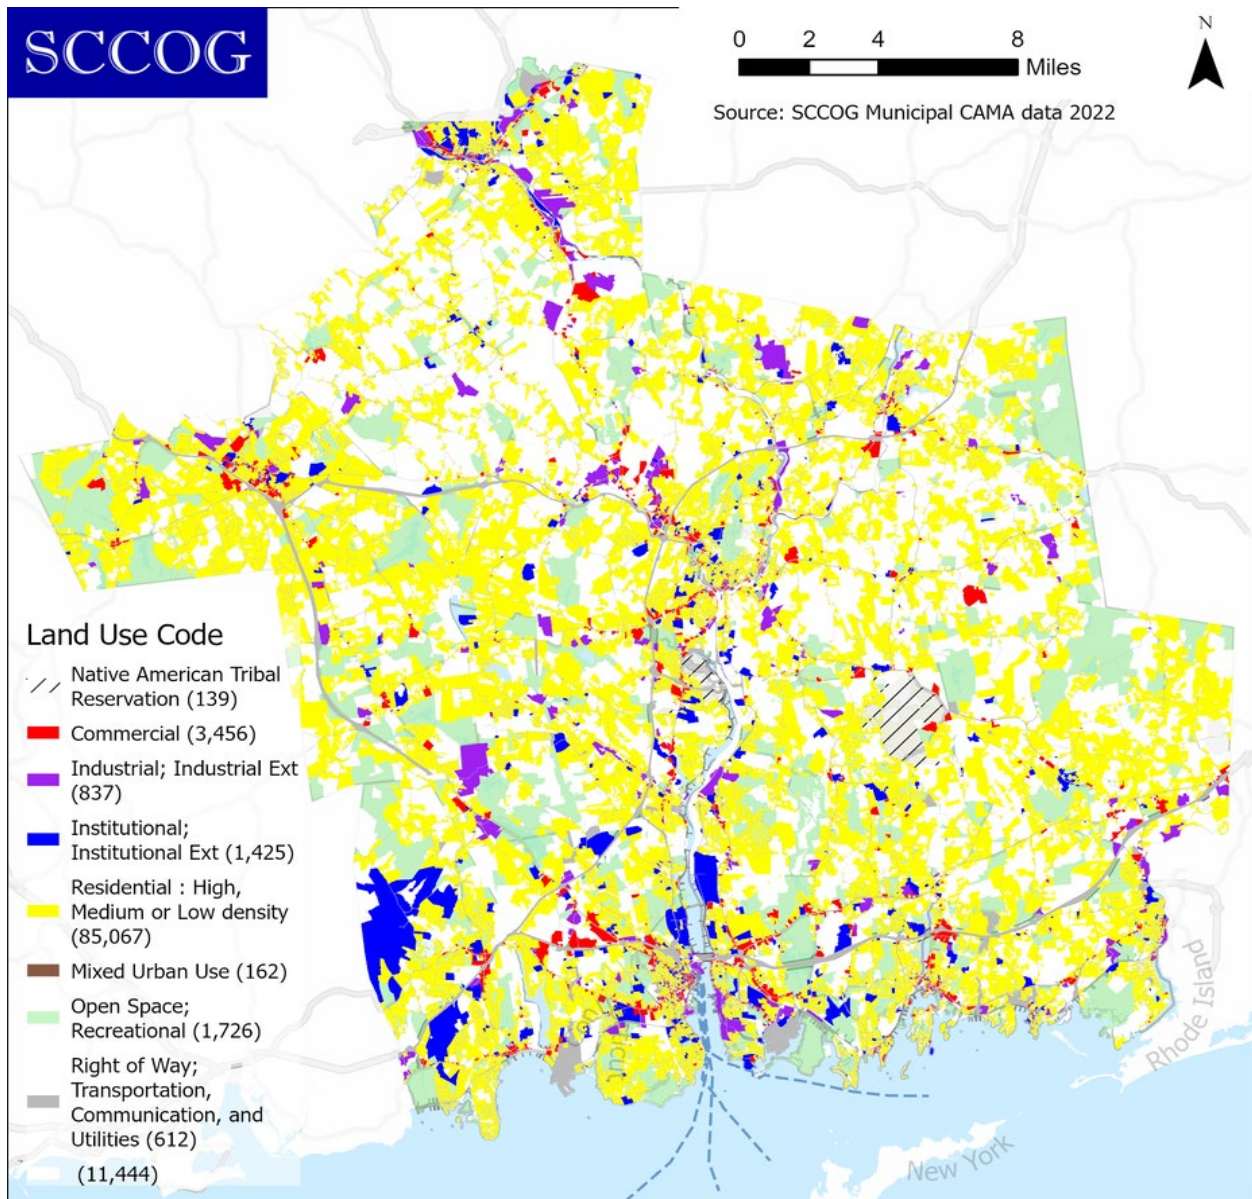 SCCOG
0 2 4 8
Miles
N
Source: SCCOG Municipal CAMA data 2022
Land Use Code
Native American Tribal
Reservation (139)
Commercial (3,456)
Industrial; Industrial Ext
(837)
Institutional;
Institutional Ext (1,425)
Residential : High,
Medium or Low density
(85,067)
Mixed Urban Use (162)
Open Space;
Recreational (1,726)
Right of Way;
Transportation,
Communication, and
Utilities (612)
(11,444)
Rhode Island
New York